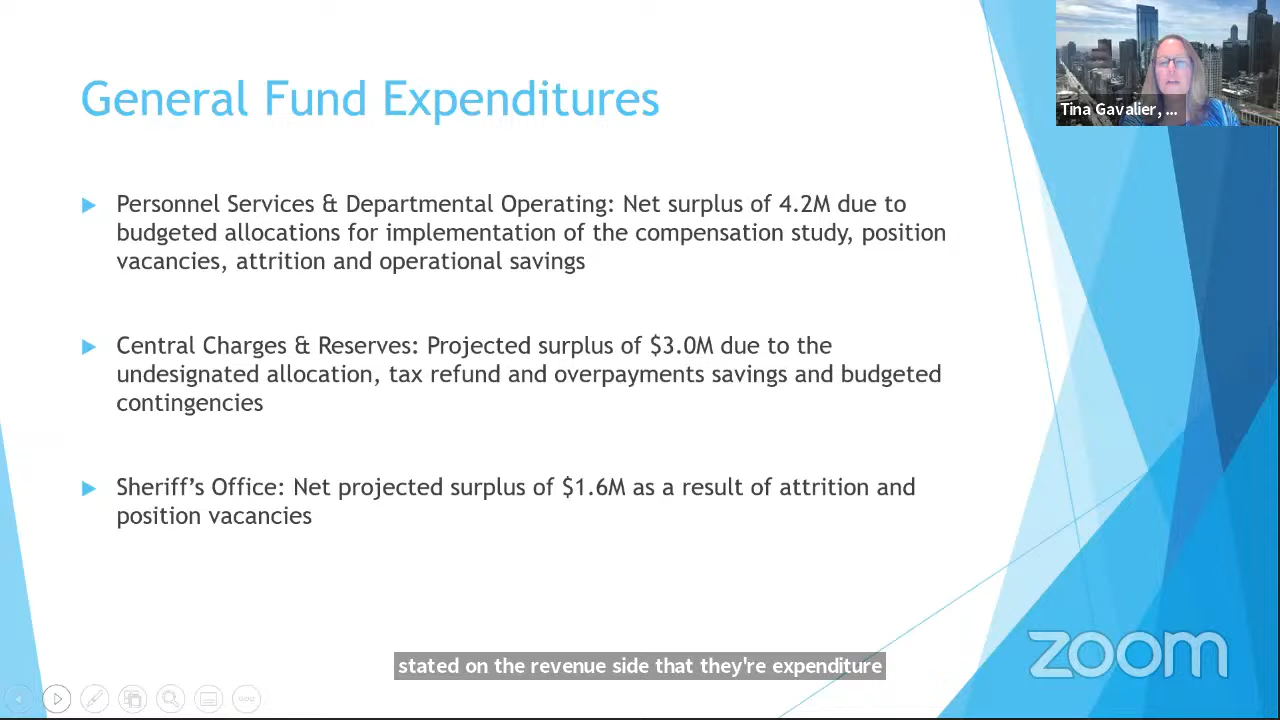 General Fund Expenditures
Tina Gavalier, ...
Personnel Services & Departmental Operating: Net surplus of 4.2M due to
budgeted allocations for implementation of the compensation study, position
vacancies, attrition and operational savings
Central Charges & Reserves: Projected surplus of $3.0M due to the
undesignated allocation, tax refund and overpayments savings and budgeted
contingencies
Sheriff’s Office: Net projected surplus of $1.6M as a result of attrition and
position vacancies
stated on the revenue side that they're expenditure
zoom